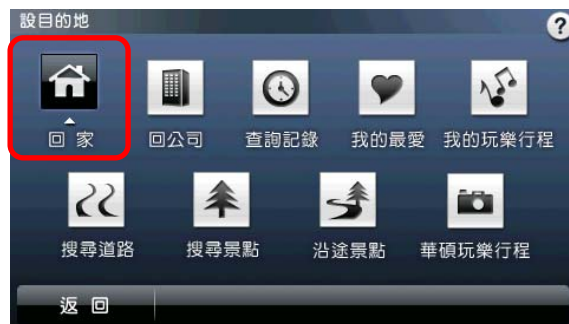 設目的地
?
回家 回公司 查詢記錄 我的最愛 我的玩樂行程
搜尋道路 搜尋景點 沿途景點 華碩玩樂行程
返回